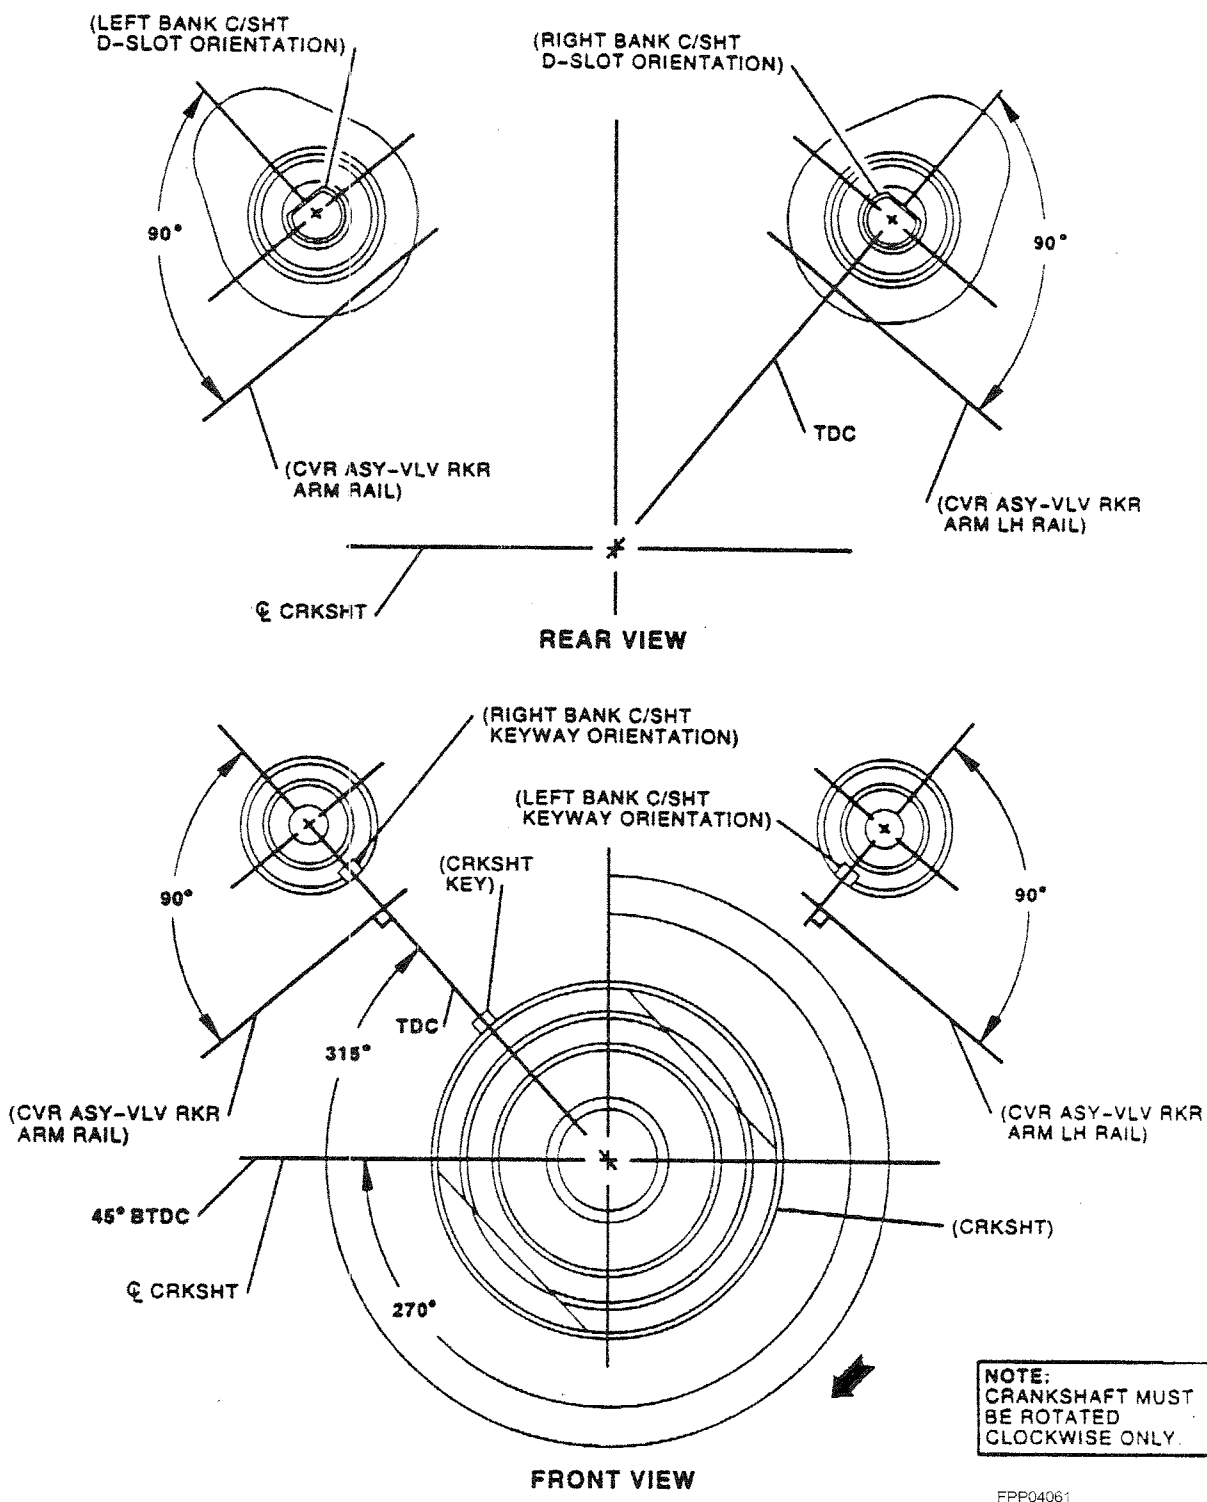 (LEFT BANK C/SHT
D-SLOT ORIENTATION)
(RIGHT BANK C/SHT
D-SLOT ORIENTATION)
90°
90°
TDC
(CVR ASY-VLV RKR
ARM RAIL)
(CVR ASY-VLV RKR
ARM LH RAIL)
℄ CRKSHT
REAR VIEW
(RIGHT BANK C/SHT
KEYWAY ORIENTATION)
(LEFT BANK C/SHT
KEYWAY ORIENTATION)
(CRKSHT
KEY)
90°
90°
TDC
315°
(CVR ASY-VLV RKR
ARM RAIL)
(CVR ASY-VLV RKR
ARM LH RAIL)
45° BTDC
(CRKSHT)
℄ CRKSHT
270°
NOTE:
CRANKSHAFT MUST
BE ROTATED
CLOCKWISE ONLY.
FRONT VIEW
FPP04061